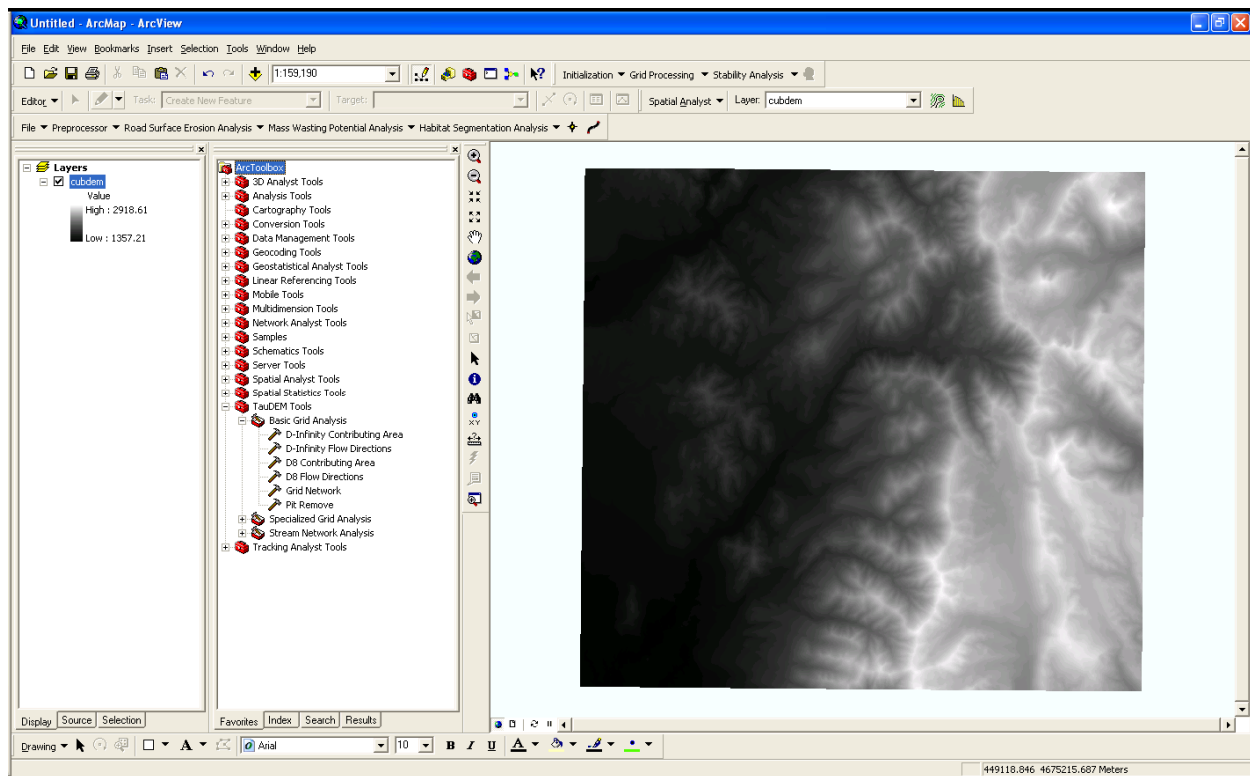 Untitled - ArcMap - ArcView
File Edit View Bookmarks Insert Selection Tools Window Help
1:159,190 Initialization Grid Processing Stability Analysis
Editor Task: Create New Feature Target: Spatial Analyst Layer: cubdem
File Preprocessor Road Surface Erosion Analysis Mass Wasting Potential Analysis Habitat Segmentation Analysis
Layers
cubdem
Value
High : 2918.61
Low : 1357.21
Display Source Selection
ArcToolbox
3D Analyst Tools
Analysis Tools
Cartography Tools
Conversion Tools
Data Management Tools
Geocoding Tools
Geostatistical Analyst Tools
Linear Referencing Tools
Mobile Tools
Multidimension Tools
Network Analyst Tools
Samples
Schematics Tools
Server Tools
Spatial Analyst Tools
Spatial Statistics Tools
TauDEM Tools
Basic Grid Analysis
D-Infinity Contributing Area
D-Infinity Flow Directions
D8 Contributing Area
D8 Flow Directions
Grid Network
Pit Remove
Specialized Grid Analysis
Stream Network Analysis
Tracking Analyst Tools
Favorites Index Search Results
XY
Drawing A Arial 10 B I U A
449118.846 4675215.687 Meters